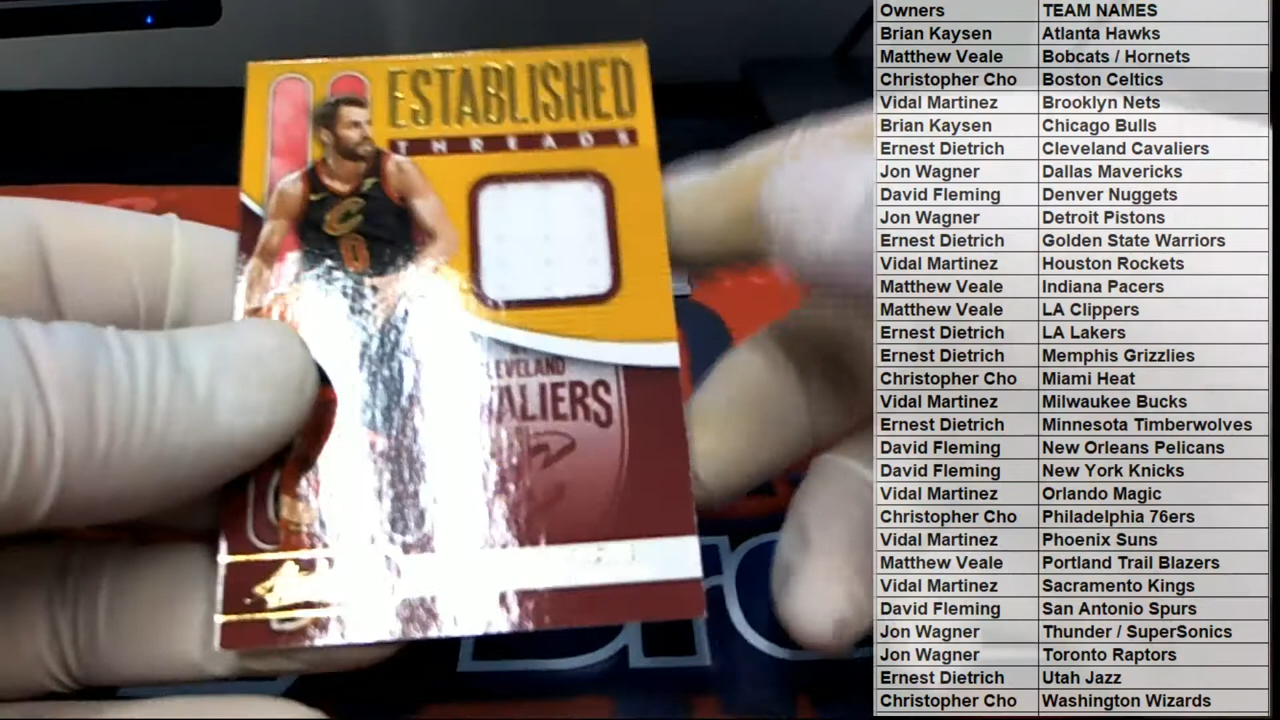 ESTABLISHED
THREADS
C
0
Owners TEAM NAMES
Brian Kaysen Atlanta Hawks
Matthew Veale Bobcats / Hornets
Christopher Cho Boston Celtics
Vidal Martinez Brooklyn Nets
Brian Kaysen Chicago Bulls
Ernest Dietrich Cleveland Cavaliers
Jon Wagner Dallas Mavericks
David Fleming Denver Nuggets
Jon Wagner Detroit Pistons
Ernest Dietrich Golden State Warriors
Vidal Martinez Houston Rockets
Matthew Veale Indiana Pacers
Matthew Veale LA Clippers
Ernest Dietrich LA Lakers
Ernest Dietrich Memphis Grizzlies
Christopher Cho Miami Heat
Vidal Martinez Milwaukee Bucks
Ernest Dietrich Minnesota Timberwolves
David Fleming New Orleans Pelicans
David Fleming New York Knicks
Vidal Martinez Orlando Magic
Christopher Cho Philadelphia 76ers
Vidal Martinez Phoenix Suns
Matthew Veale Portland Trail Blazers
Vidal Martinez Sacramento Kings
David Fleming San Antonio Spurs
Jon Wagner Thunder / SuperSonics
Jon Wagner Toronto Raptors
Ernest Dietrich Utah Jazz
Christopher Cho Washington Wizards